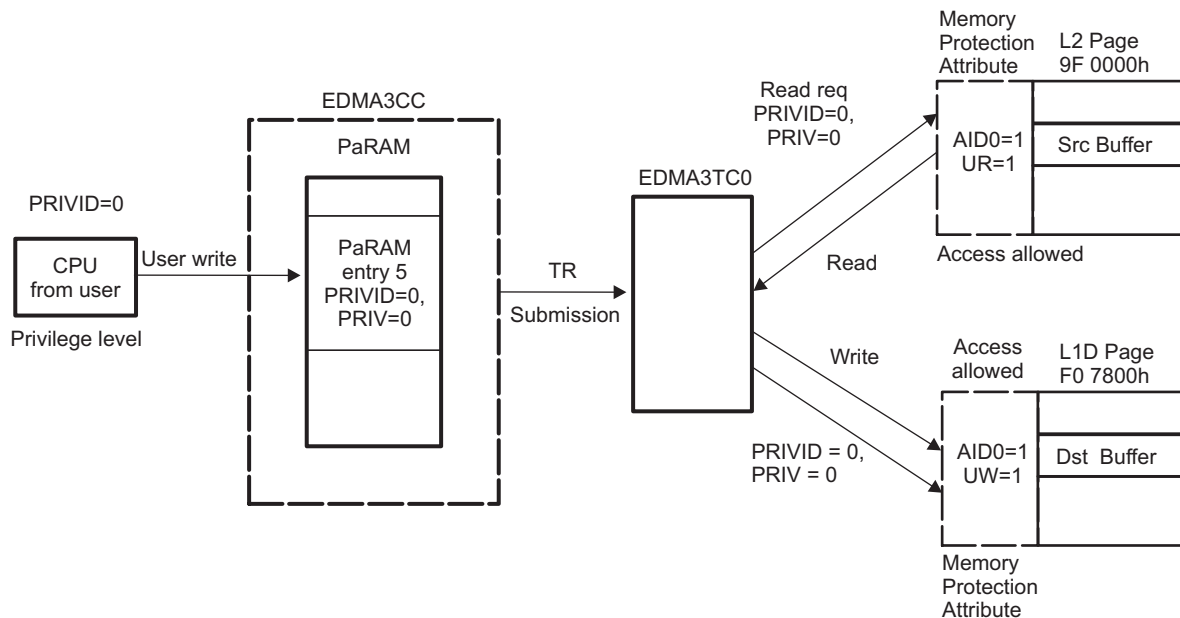 Memory
Protection
Attribute
L2 Page
9F 0000h
EDMA3CC
PaRAM
Read req
PRIVID=0,
PRIV=0
AID0=1
UR=1
Src Buffer
EDMA3TC0
PRIVID=0
CPU
from user
Privilege level
User write
PaRAM
entry 5
PRIVID=0,
PRIV=0
TR
Submission
Read
Access allowed
Write
PRIVID = 0,
PRIV = 0
Access
allowed
L1D Page
F0 7800h
AID0=1
UW=1
Dst Buffer
Memory
Protection
Attribute